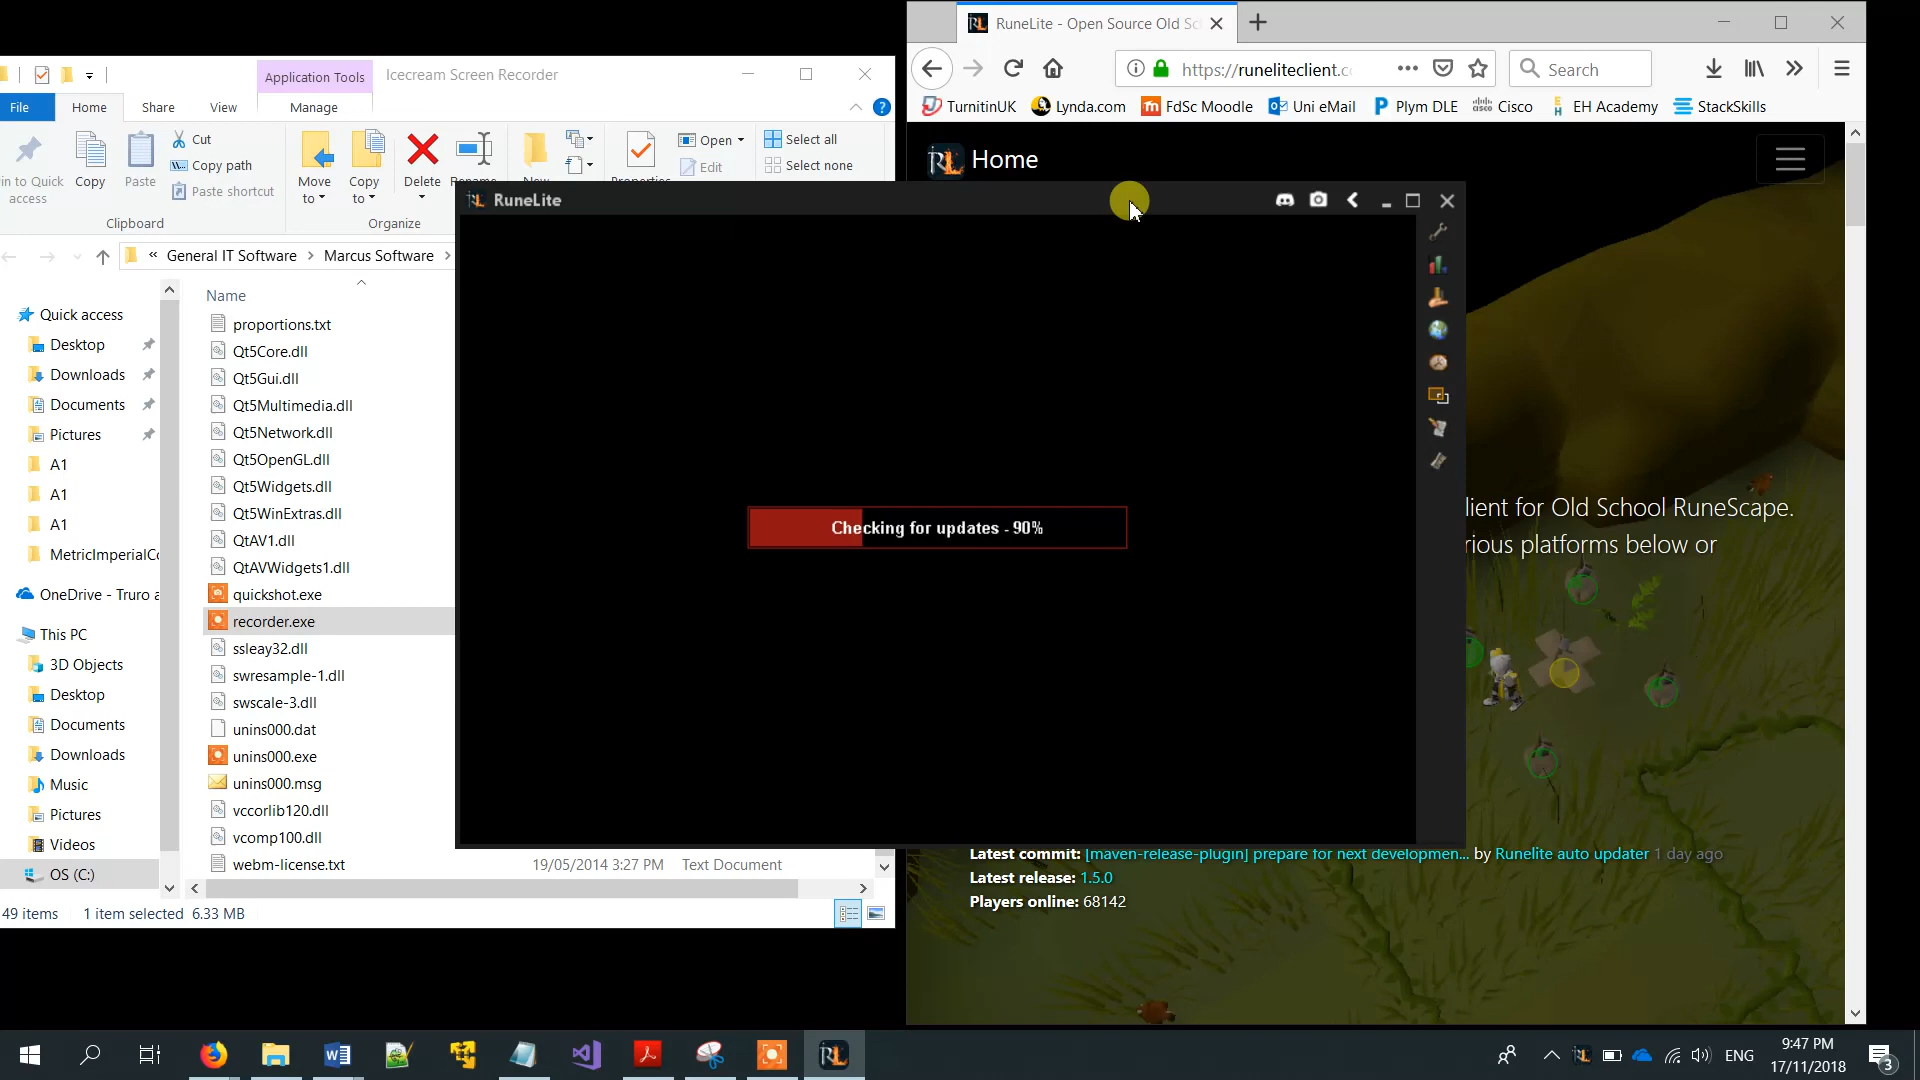 Application Tools
Icecream Screen Recorder
File
Home
Share
View
Manage
in to Quick
access
Copy
Paste
Cut
Copy path
Paste shortcut
Clipboard
Move
to
Copy
to
Delete
Organize
Open
Edit
Select all
Select none
« General IT Software > Marcus Software >
Name
Quick access
Desktop
Downloads
Documents
Pictures
A1
A1
A1
MetricImperialCo
OneDrive - Truro a
This PC
3D Objects
Desktop
Documents
Downloads
Music
Pictures
Videos
OS (C:)
proportions.txt
Qt5Core.dll
Qt5Gui.dll
Qt5Multimedia.dll
Qt5Network.dll
Qt5OpenGL.dll
Qt5Widgets.dll
Qt5WinExtras.dll
QtAV1.dll
QtAVWidgets1.dll
quickshot.exe
recorder.exe
ssleay32.dll
swresample-1.dll
swscale-3.dll
unins000.dat
unins000.exe
unins000.msg
vccorlib120.dll
vcomp100.dll
webm-license.txt 19/05/2014 3:27 PM Text Document
49 items 1 item selected 6.33 MB
RuneLite
Checking for updates - 90%
RuneLite - Open Source Old Sc
https://runeliteclient.c
Search
TurnitinUK Lynda.com FdSc Moodle Uni eMail Plym DLE Cisco EH Academy StackSkills
Home
lient for Old School RuneScape.
rious platforms below or
Latest commit: [maven-release-plugin] prepare for next developmen... by Runelite auto updater 1 day ago
Latest release: 1.5.0
Players online: 68142
ENG
9:47 PM
17/11/2018
3